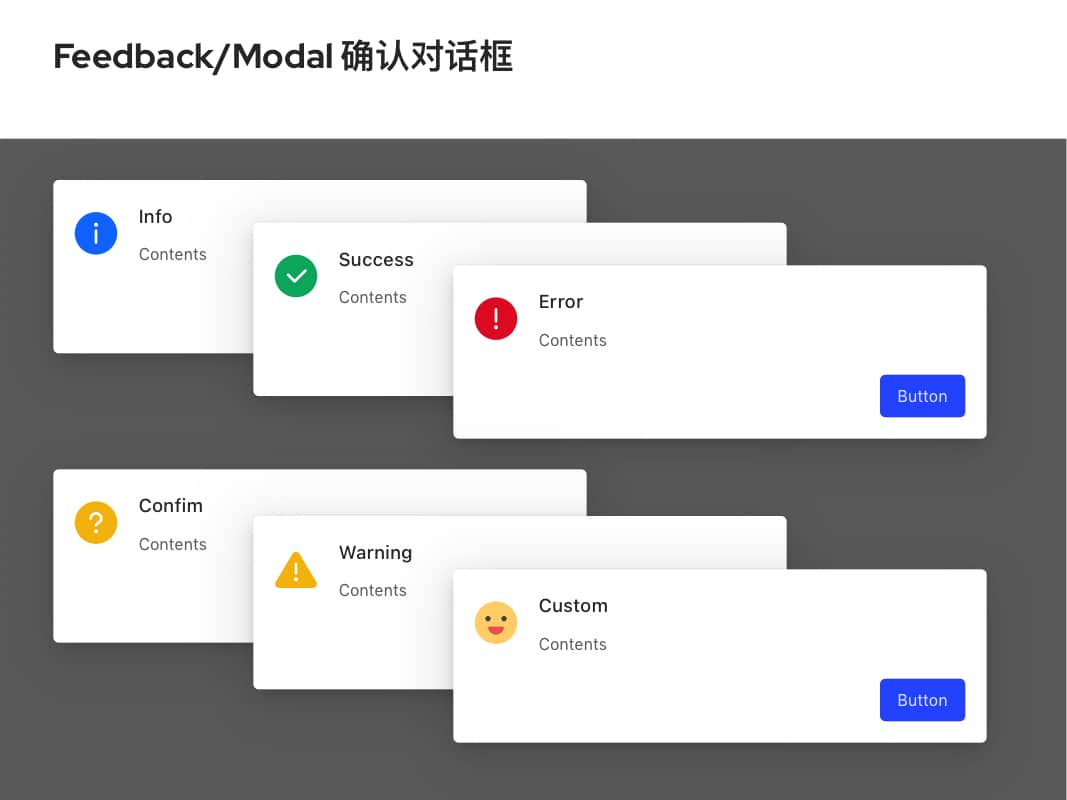 Feedback/Modal 确认对话框
Info
Contents
Success
Contents
Error
Contents
Button
Confim
Contents
Warning
Contents
Custom
Contents
Button